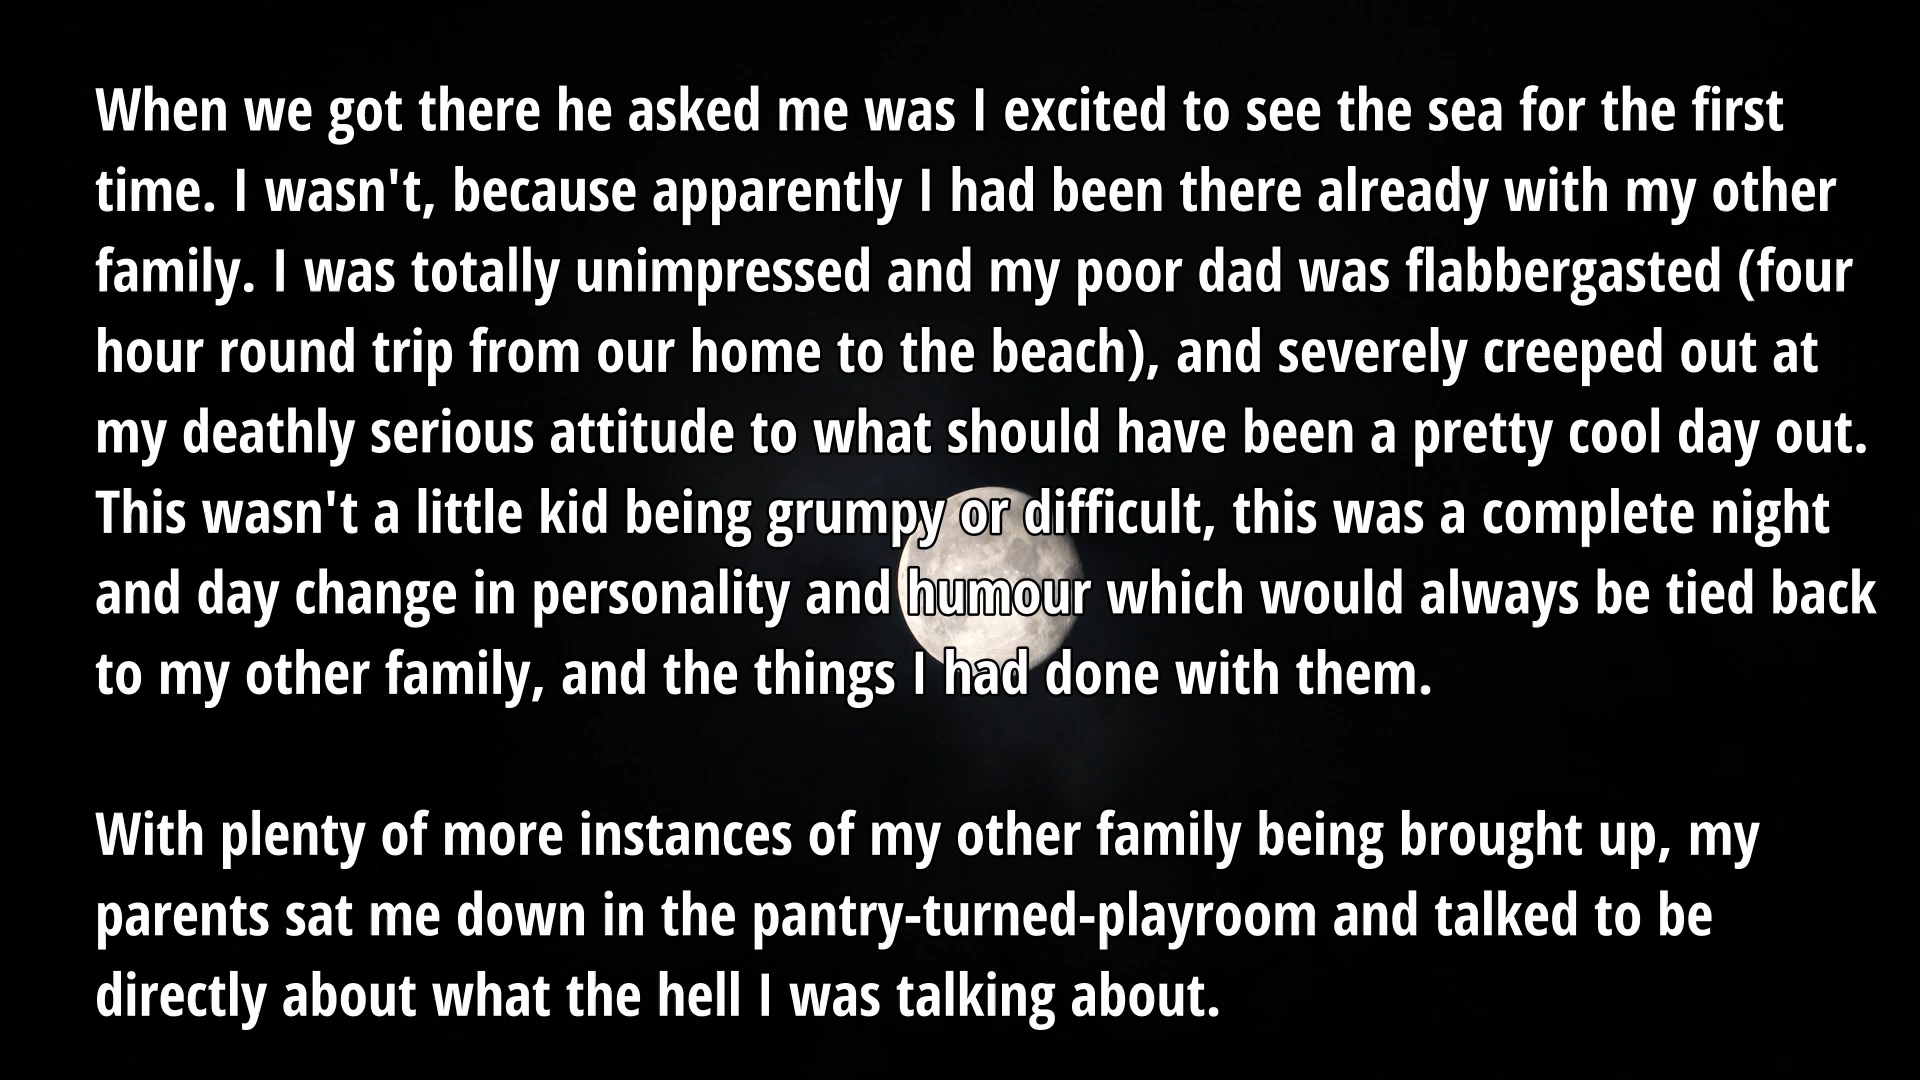 When we got there he asked me was I excited to see the sea for the first
time. I wasn't, because apparently I had been there already with my other
family. I was totally unimpressed and my poor dad was flabbergasted (four
hour round trip from our home to the beach), and severely creeped out at
my deathly serious attitude to what should have been a pretty cool day out.
This wasn't a little kid being grumpy or difficult, this was a complete night
and day change in personality and humour which would always be tied back
to my other family, and the things I had done with them.
With plenty of more instances of my other family being brought up, my
parents sat me down in the pantry-turned-playroom and talked to be
directly about what the hell I was talking about.